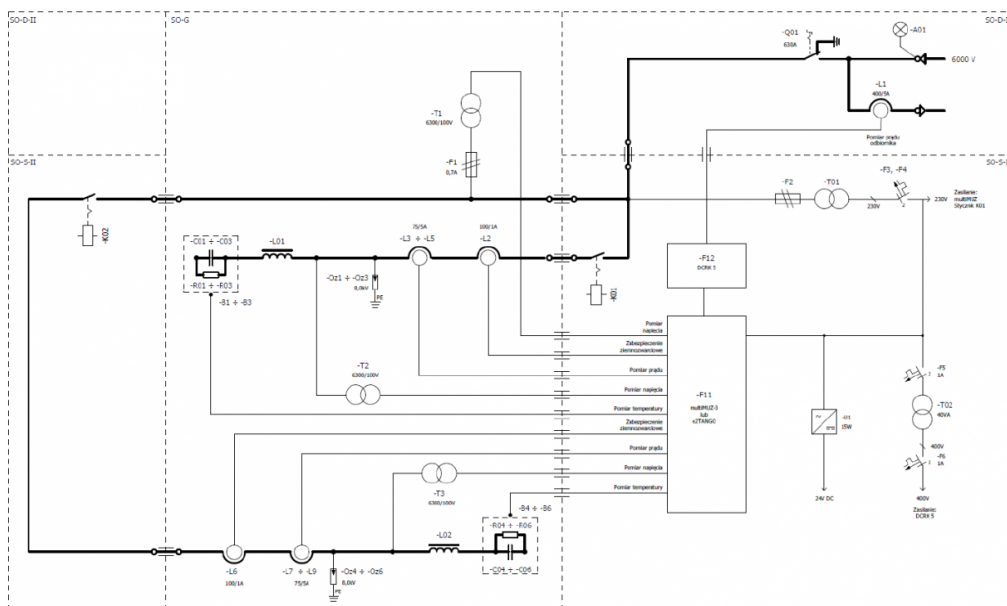 SO-D-II
SO-G
SO-D-I
-Q01
630A
-A01
6000 V
-L1
400/5A
Pomiar prądu
odbiornika
-T1
6300/100V
-F1
0,7A
SO-S-II
-K02
-F2
-T01
230V
-F3, -F4
2
230V
Zasilanie:
multiMUZ
Stycznik K01
-C01 ÷ -C03
-R01 ÷ -R03
-B1 ÷ -B3
-L01
75/5A
-L3 ÷ -L5
100/1A
-L2
-Oz1 ÷ -Oz3
8,0kV
PE
-K01
-F12
DCRK 5
Pomiar
napięcia
Zabezpieczenie
ziemnozwarciowe
Pomiar prądu
-T2
6300/100V
Pomiar napięcia
Pomiar temperatury
Zabezpieczenie
ziemnozwarciowe
Pomiar prądu
Pomiar napięcia
Pomiar temperatury
-F11
multiMUZ-3
lub
e2TANGO
15W
24V DC
-F5
1A
-T02
40VA
400V
-F6
1A
400V
Zasilanie:
DCRK 5
-T3
6300/100V
-B4 ÷ -B6
-R04 ÷ -R06
-C04 ÷ -C06
-L02
-L6
100/1A
-L7 ÷ -L9
75/5A
-Oz4 ÷ -Oz6
8,0kV
PE